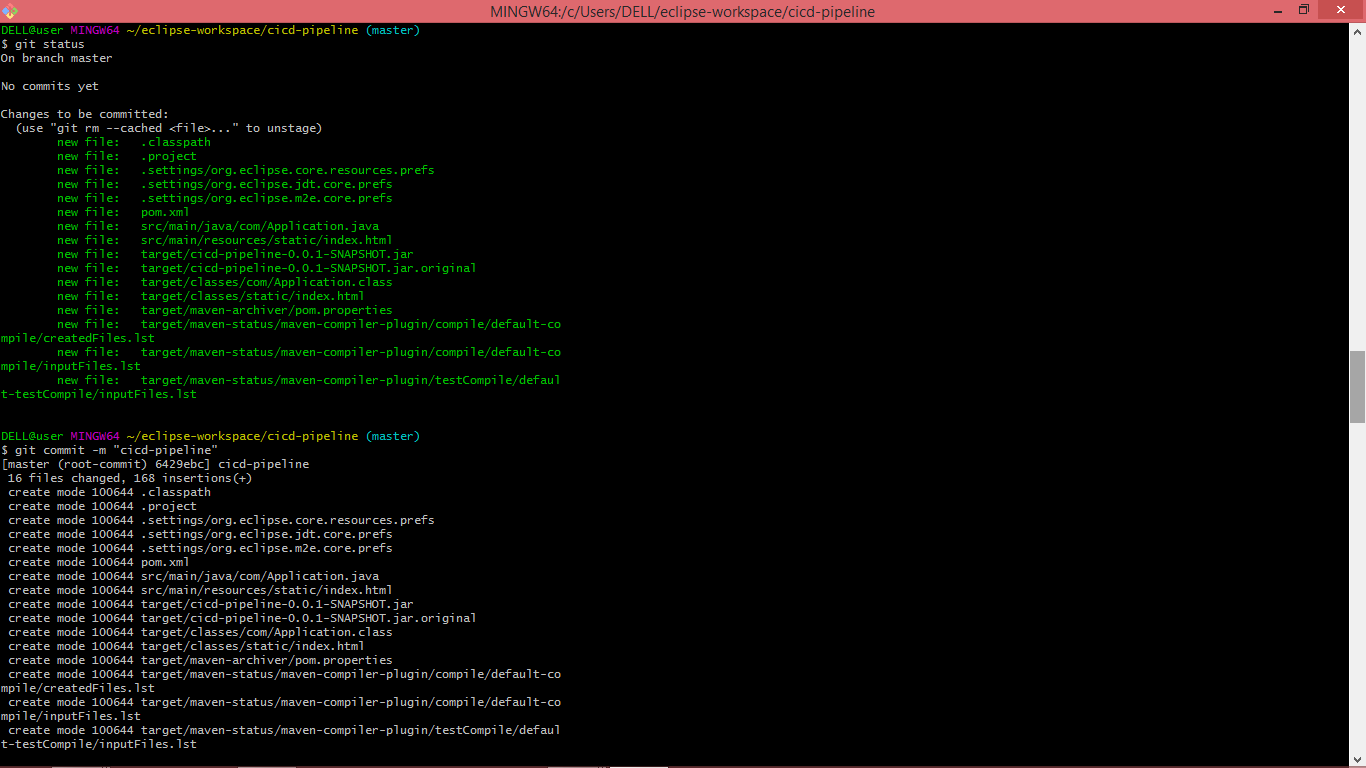 MINGW64:/c/Users/DELL/eclipse-workspace/cicd-pipeline
DELL@user MINGW64 ~/eclipse-workspace/cicd-pipeline (master)
$ git status
On branch master
No commits yet
Changes to be committed:
  (use "git rm --cached <file>..." to unstage)
        new file:   .classpath
        new file:   .project
        new file:   .settings/org.eclipse.core.resources.prefs
        new file:   .settings/org.eclipse.jdt.core.prefs
        new file:   .settings/org.eclipse.m2e.core.prefs
        new file:   pom.xml
        new file:   src/main/java/com/Application.java
        new file:   src/main/resources/static/index.html
        new file:   target/cicd-pipeline-0.0.1-SNAPSHOT.jar
        new file:   target/cicd-pipeline-0.0.1-SNAPSHOT.jar.original
        new file:   target/classes/com/Application.class
        new file:   target/classes/static/index.html
        new file:   target/maven-archiver/pom.properties
        new file:   target/maven-status/maven-compiler-plugin/compile/default-co
mpile/createdFiles.lst
        new file:   target/maven-status/maven-compiler-plugin/compile/default-co
mpile/inputFiles.lst
        new file:   target/maven-status/maven-compiler-plugin/testCompile/defaul
t-testCompile/inputFiles.lst
DELL@user MINGW64 ~/eclipse-workspace/cicd-pipeline (master)
$ git commit -m "cicd-pipeline"
[master (root-commit) 6429ebc] cicd-pipeline
 16 files changed, 168 insertions(+)
 create mode 100644 .classpath
 create mode 100644 .project
 create mode 100644 .settings/org.eclipse.core.resources.prefs
 create mode 100644 .settings/org.eclipse.jdt.core.prefs
 create mode 100644 .settings/org.eclipse.m2e.core.prefs
 create mode 100644 pom.xml
 create mode 100644 src/main/java/com/Application.java
 create mode 100644 src/main/resources/static/index.html
 create mode 100644 target/cicd-pipeline-0.0.1-SNAPSHOT.jar
 create mode 100644 target/cicd-pipeline-0.0.1-SNAPSHOT.jar.original
 create mode 100644 target/classes/com/Application.class
 create mode 100644 target/classes/static/index.html
 create mode 100644 target/maven-archiver/pom.properties
 create mode 100644 target/maven-status/maven-compiler-plugin/compile/default-co
mpile/createdFiles.lst
 create mode 100644 target/maven-status/maven-compiler-plugin/compile/default-co
mpile/inputFiles.lst
 create mode 100644 target/maven-status/maven-compiler-plugin/testCompile/defaul
t-testCompile/inputFiles.lst